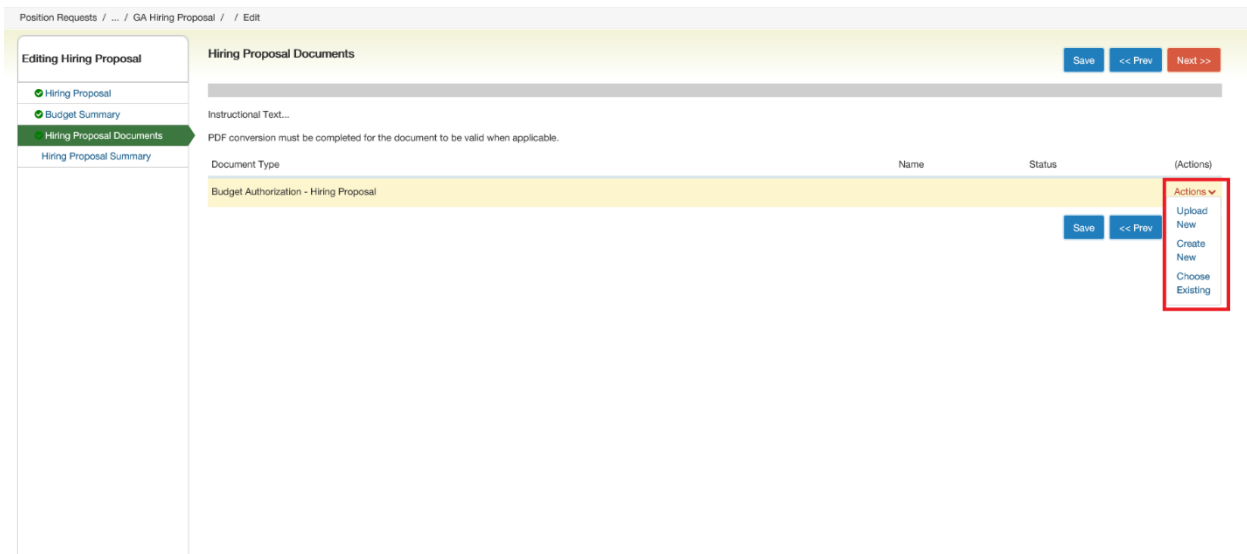 Position Requests / ... / GA Hiring Proposal / / Edit
Editing Hiring Proposal
Hiring Proposal
Budget Summary
Hiring Proposal Documents
Hiring Proposal Summary
Hiring Proposal Documents
Save << Prev Next >>
Instructional Text...
PDF conversion must be completed for the document to be valid when applicable.
Document Type Name Status (Actions)
Budget Authorization - Hiring Proposal Actions
Save << Prev
Upload
New
Create
New
Choose
Existing